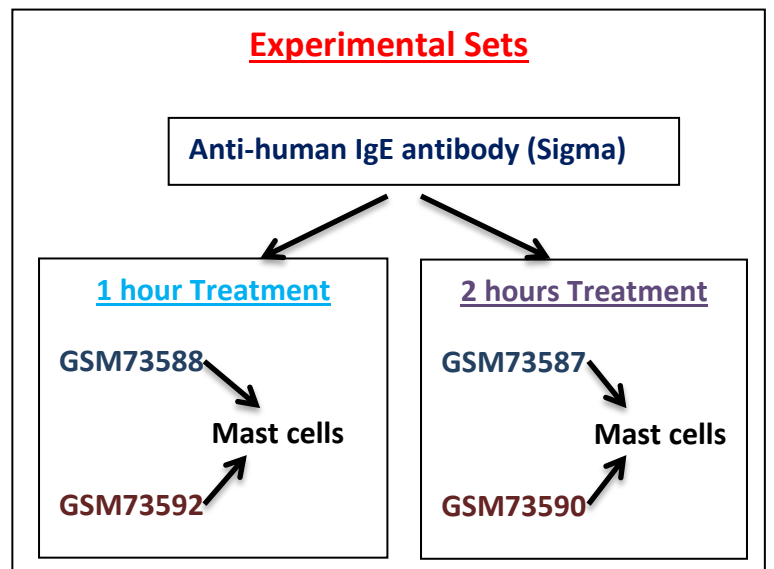 Experimental Sets
Anti-human IgE antibody (Sigma)
1 hour Treatment
GSM73588
Mast cells
GSM73592
2 hours Treatment
GSM73587
Mast cells
GSM73590